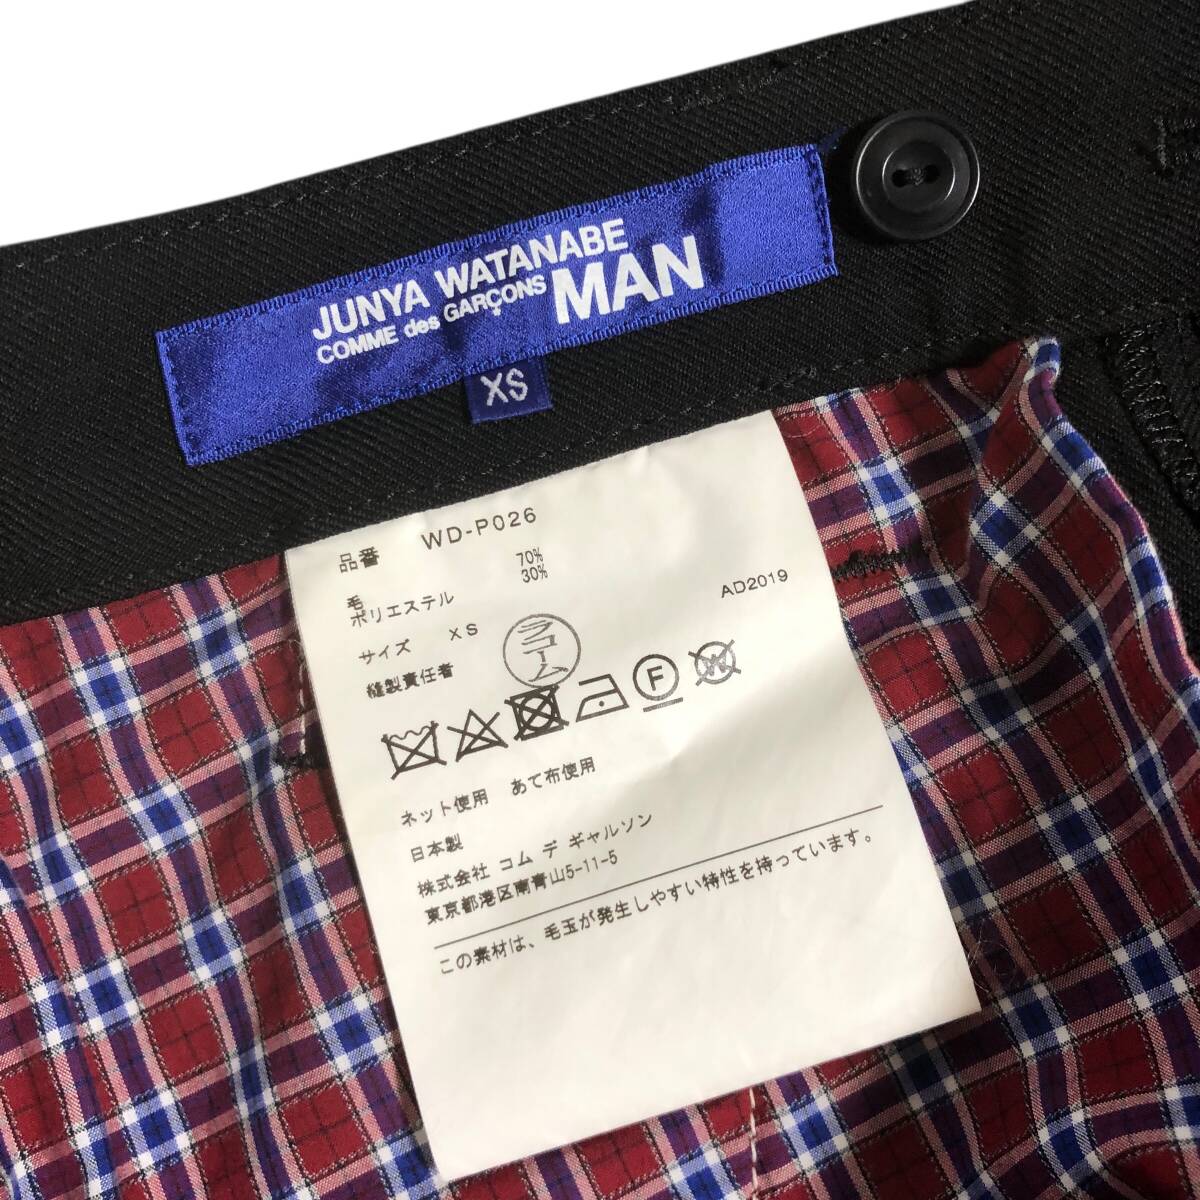 JUNYA WATANABE
COMME des GARÇONS MAN
XS
品番 WD-P026
毛 70%
ポリエステル 30%
AD2019
サイズ XS
縫製責任者
F
ネット使用 あて布使用
日本製
株式会社 コム デ ギャルソン
東京都港区南青山5-11-5
この素材は、毛玉が発生しやすい特性を持っています。